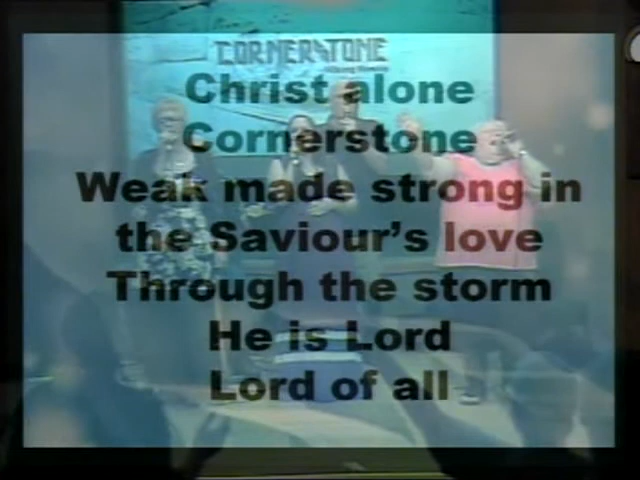 CORNERSTONE
Christ alone
Cornerstone
Weak made strong in
the Saviour's love
Through the storm
He is Lord
Lord of all